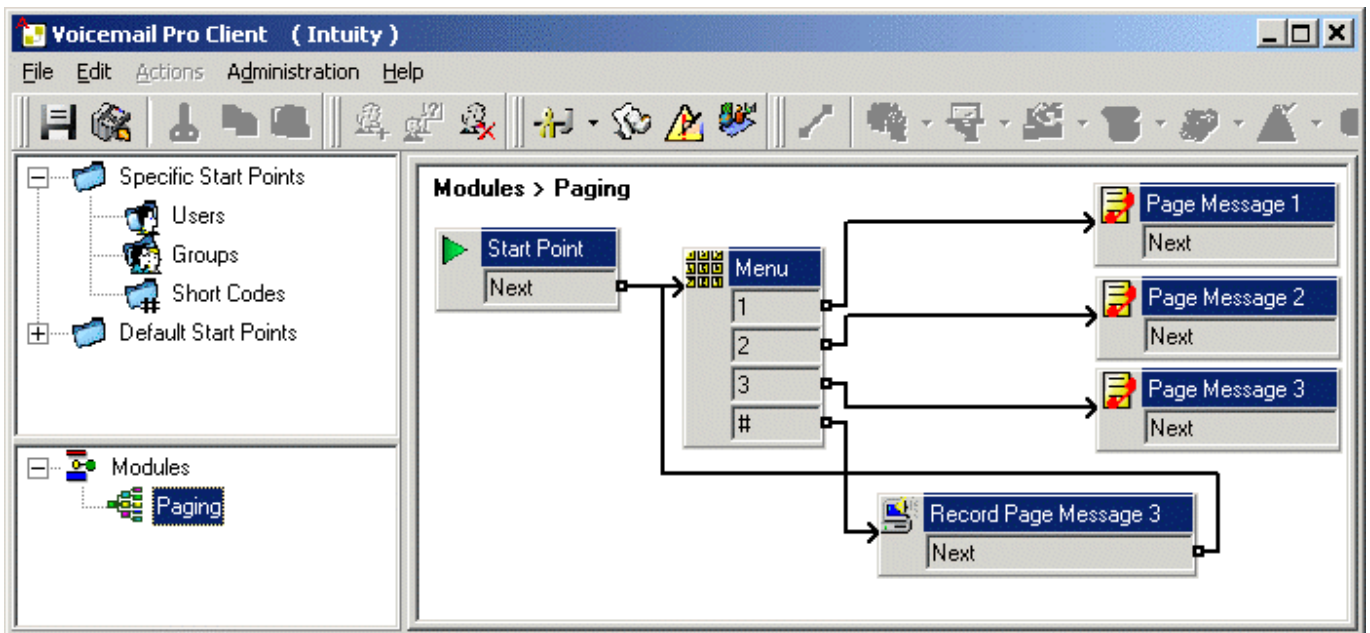 Voicemail Pro Client ( Intuity )
File Edit Actions Administration Help
Specific Start Points
Users
Groups
Short Codes
Default Start Points
Modules
Paging
Modules > Paging
Start Point
Next
Menu
1
2
3
#
Page Message 1
Next
Page Message 2
Next
Page Message 3
Next
Record Page Message 3
Next